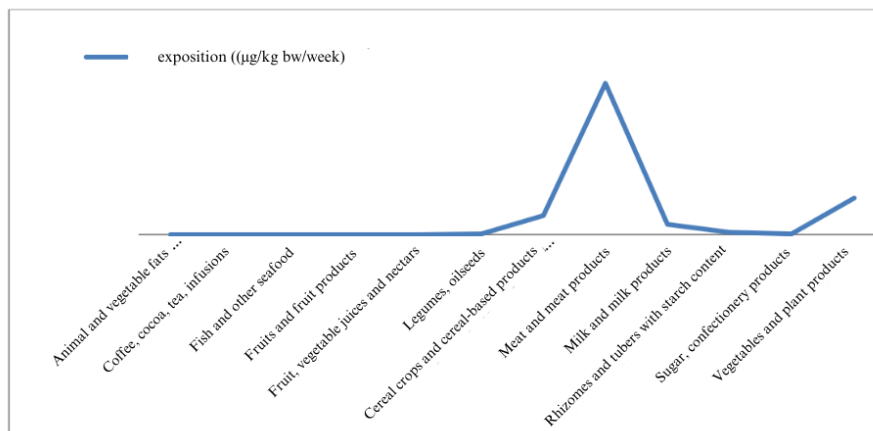 exposition ((µg/kg bw/week)
Animal and vegetable fats ...
Coffee, cocoa, tea, infusions
Fish and other seafood
Fruits and fruit products
Fruit, vegetable juices and nectars
Legumes, oilseeds
Cereal crops and cereal-based products ...
Meat and meat products
Milk and milk products
Rhizomes and tubers with starch content
Sugar, confectionery products
Vegetables and plant products